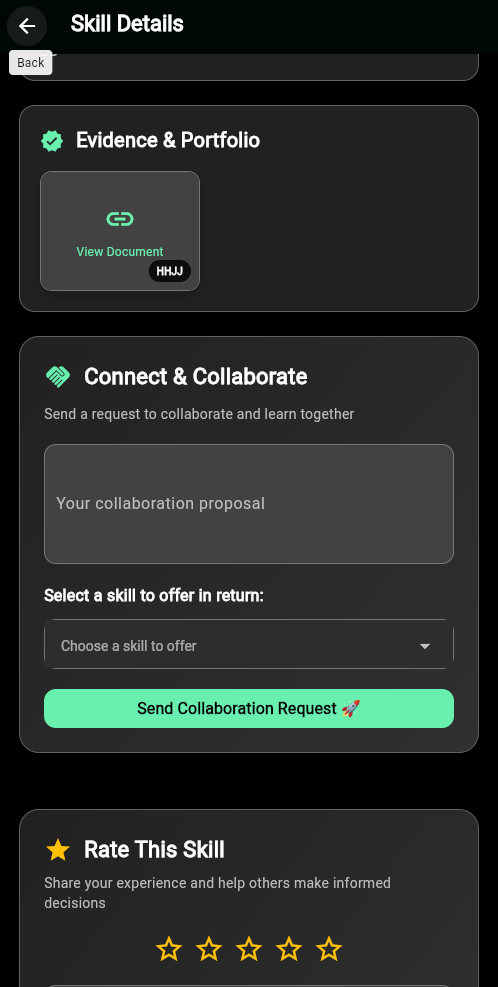 Skill Details
Back
Evidence & Portfolio
View Document
HHJJ
Connect & Collaborate
Send a request to collaborate and learn together
Your collaboration proposal
Select a skill to offer in return:
Choose a skill to offer
Send Collaboration Request 🚀
Rate This Skill
Share your experience and help others make informed
decisions